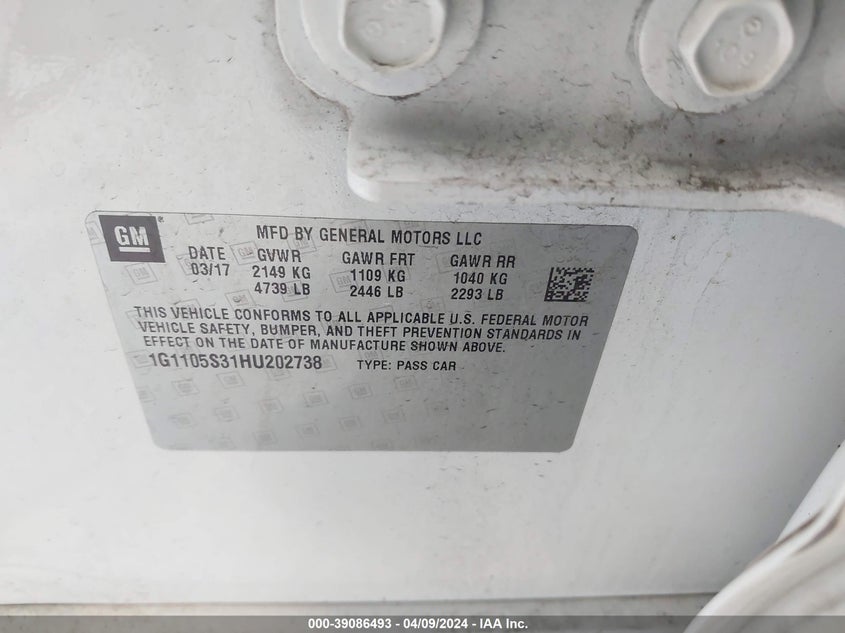 GM
MFD BY GENERAL MOTORS LLC
DATE GVWR GAWR FRT GAWR RR
03/17 2149 KG 1109 KG 1040 KG
4739 LB 2446 LB 2293 LB
THIS VEHICLE CONFORMS TO ALL APPLICABLE U.S. FEDERAL MOTOR
VEHICLE SAFETY, BUMPER, AND THEFT PREVENTION STANDARDS IN
EFFECT ON THE DATE OF MANUFACTURE SHOWN ABOVE.
1G1105S31HU202738 TYPE: PASS CAR
000-39086493 - 04/09/2024 - IAA Inc.